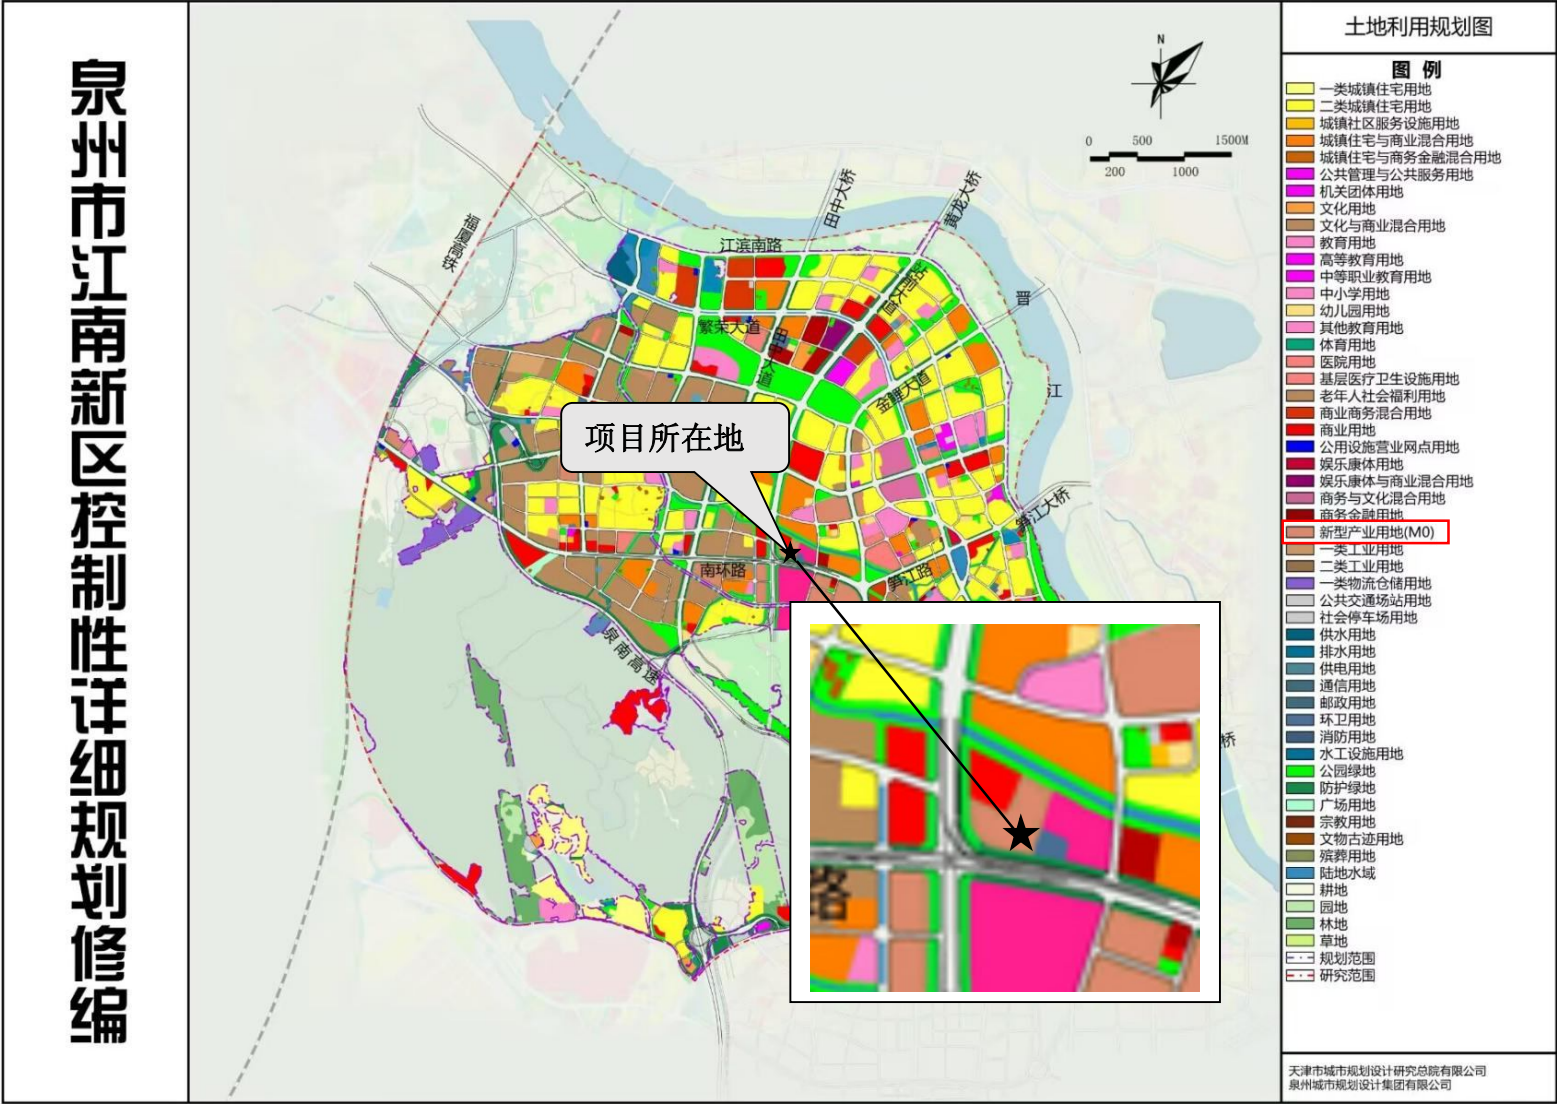 泉州市江南新区控制性详细规划修编
土地利用规划图
图 例
一类城镇住宅用地
二类城镇住宅用地
城镇社区服务设施用地
城镇住宅与商业混合用地
城镇住宅与商务金融混合用地
公共管理与公共服务用地
机关团体用地
文化用地
文化与商业混合用地
教育用地
高等教育用地
中等职业教育用地
中小学用地
幼儿园用地
其他教育用地
体育用地
医院用地
基层医疗卫生设施用地
老年人社会福利用地
商业商务混合用地
商业用地
公用设施营业网点用地
娱乐康体用地
娱乐康体与商业混合用地
商务与文化混合用地
商务金融用地
新型产业用地(M0)
一类工业用地
二类工业用地
一类物流仓储用地
公共交通场站用地
社会停车场用地
供水用地
排水用地
供电用地
通信用地
邮政用地
环卫用地
消防用地
水工设施用地
公园绿地
防护绿地
广场用地
宗教用地
文物古迹用地
殡葬用地
陆地水域
耕地
园地
林地
草地
规划范围
研究范围
天津市城市规划设计研究总院有限公司
泉州城市规划设计集团有限公司
N
0 500 1500M
200 1000
田中大桥
黄龙大桥
福厦高铁
江滨南路
繁荣大道
田中大道
金鲤大道
晋
江
项目所在地
笋江大桥
南环路
笋江路
泉南高速
桥
路